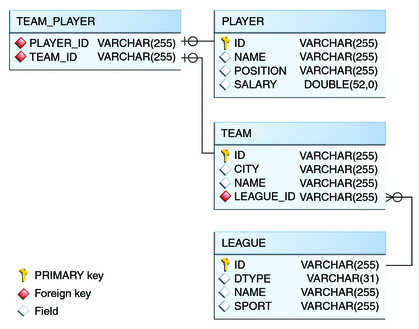 TEAM_PLAYER
PLAYER_ID VARCHAR(255)
TEAM_ID VARCHAR(255)
PLAYER
ID VARCHAR(255)
NAME VARCHAR(255)
POSITION VARCHAR(255)
SALARY DOUBLE(52,0)
TEAM
ID VARCHAR(255)
CITY VARCHAR(255)
NAME VARCHAR(255)
LEAGUE_ID VARCHAR(255)
LEAGUE
ID VARCHAR(255)
DTYPE VARCHAR(31)
NAME VARCHAR(255)
SPORT VARCHAR(255)
PRIMARY key
Foreign key
Field